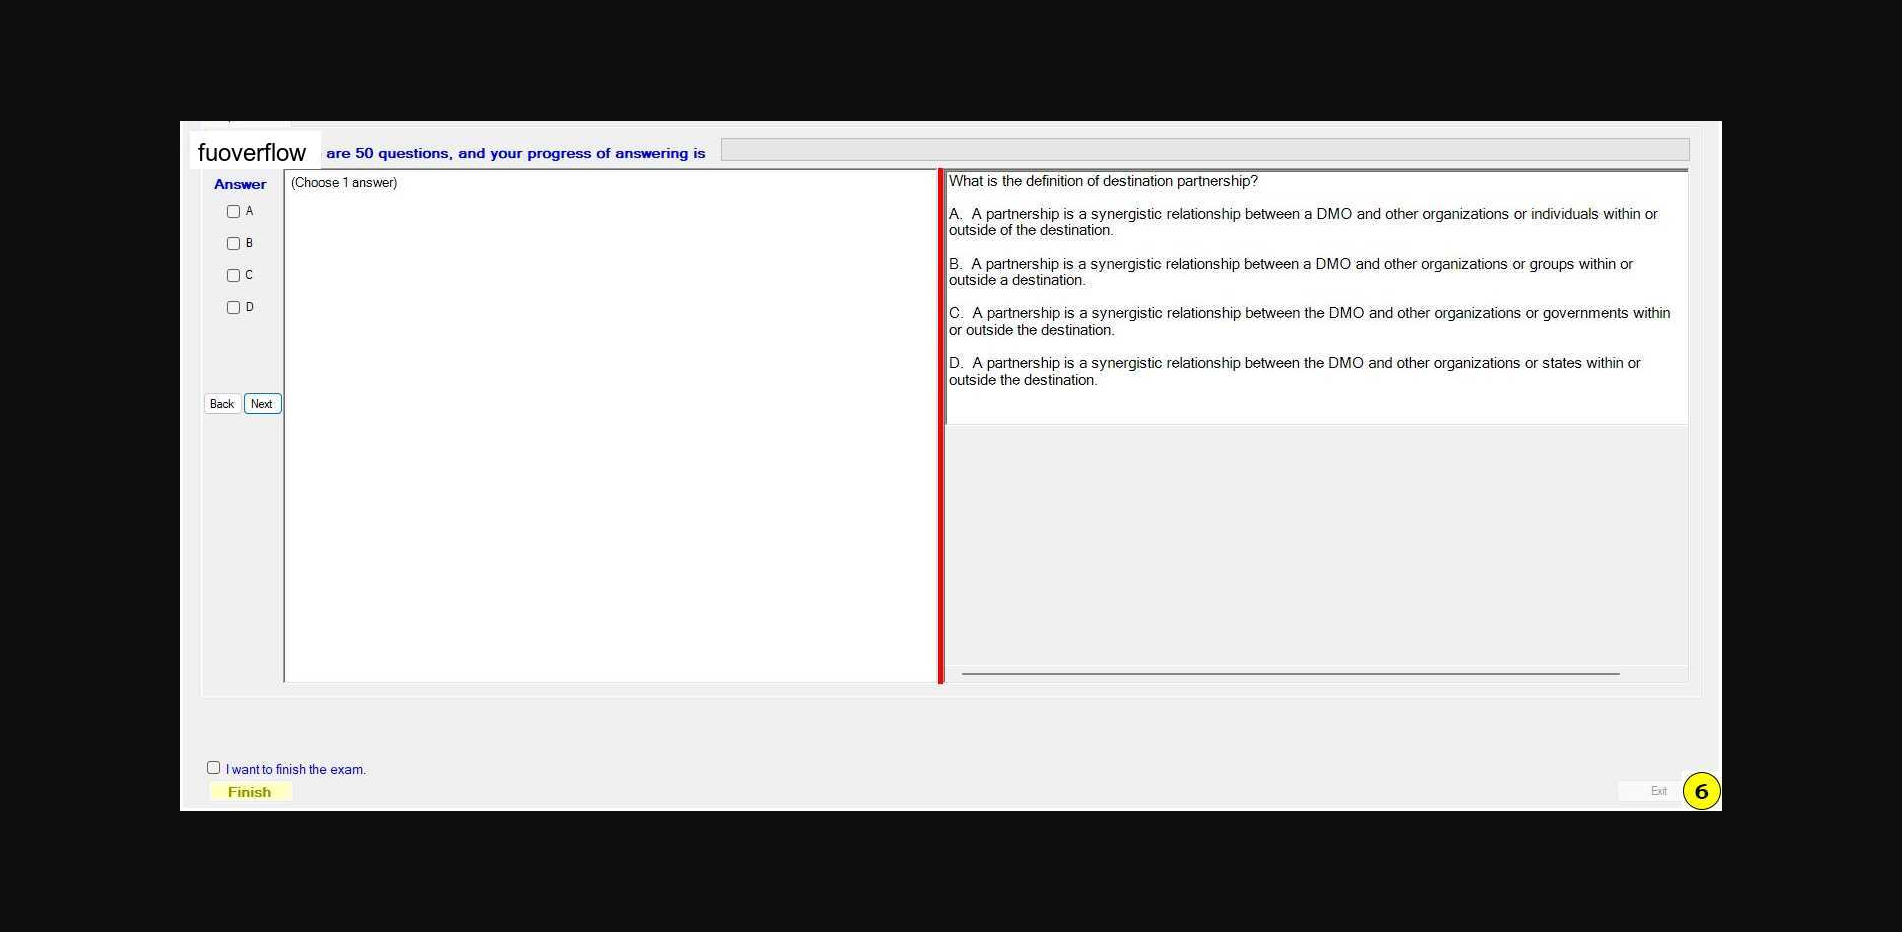 fuoverflow are 50 questions, and your progress of answering is
Answer
(Choose 1 answer)
A
B
C
D
Back Next
What is the definition of destination partnership?
A. A partnership is a synergistic relationship between a DMO and other organizations or individuals within or
outside of the destination.
B. A partnership is a synergistic relationship between a DMO and other organizations or groups within or
outside a destination.
C. A partnership is a synergistic relationship between the DMO and other organizations or governments within
or outside the destination.
D. A partnership is a synergistic relationship between the DMO and other organizations or states within or
outside the destination.
I want to finish the exam.
Finish
Exit
6